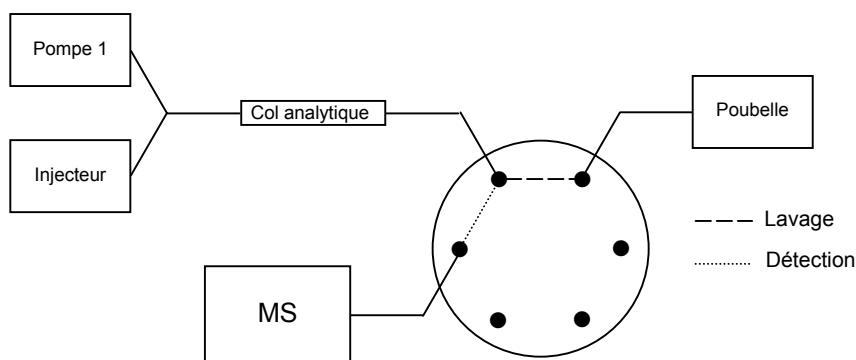 Pompe 1
Col analytique
Poubelle
Injecteur
Lavage
Détection
MS